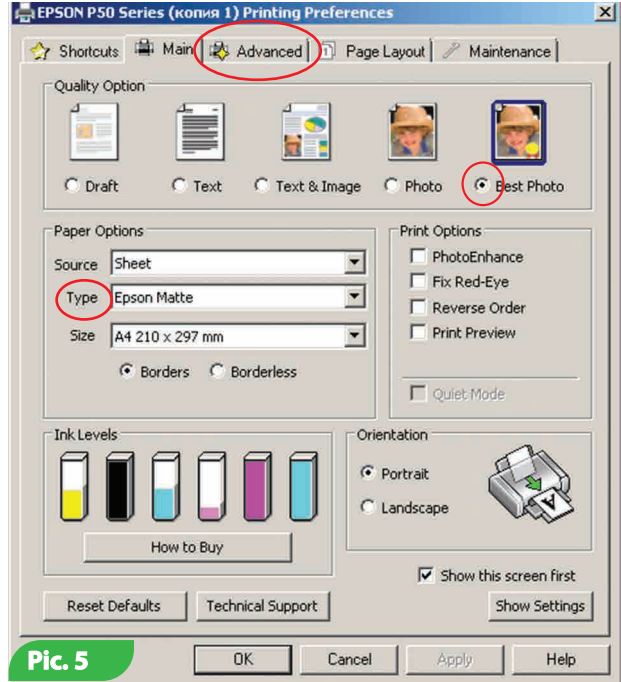 EPSON P50 Series (копия 1) Printing Preferences
Shortcuts Main Advanced Page Layout Maintenance
Quality Option
Draft Text Text & Image Photo Best Photo
Paper Options
Source Sheet
Type Epson Matte
Size A4 210 x 297 mm
Borders Borderless
Print Options
PhotoEnhance
Fix Red-Eye
Reverse Order
Print Preview
Quiet Mode
Ink Levels
How to Buy
Orientation
Portrait
Landscape
A
Show this screen first
Reset Defaults Technical Support Show Settings
Pic. 5
OK Cancel Apply Help